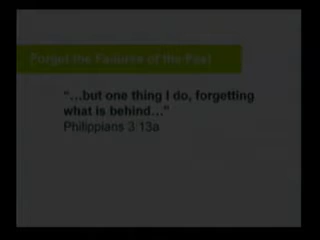 Forget the Failures of the Past
“…but one thing I do, forgetting
what is behind…”
Philippians 3:13a